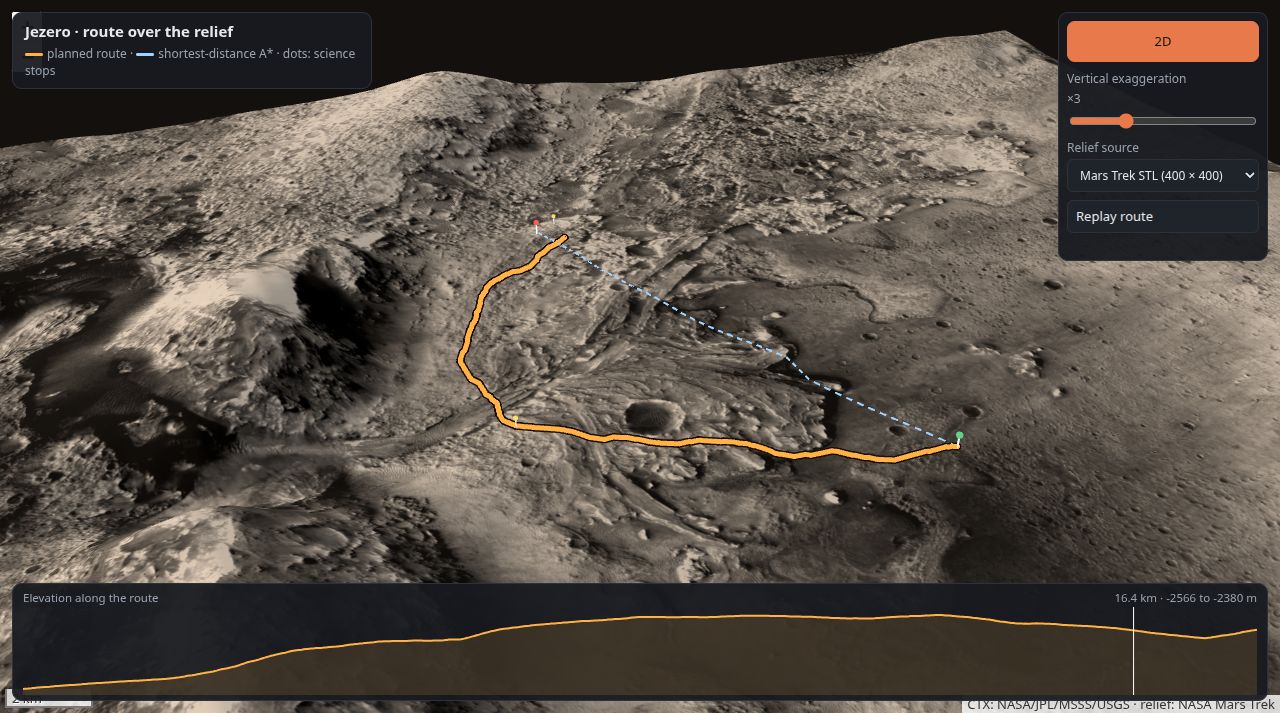 Jezero · route over the relief
planned route · shortest-distance A* · dots: science
stops
2D
Vertical exaggeration
×3
Relief source
Mars Trek STL (400 × 400)
Replay route
Elevation along the route
16.4 km · -2566 to -2380 m
2 km
CTX: NASA/JPL/MSSS/USGS · relief: NASA Mars Trek